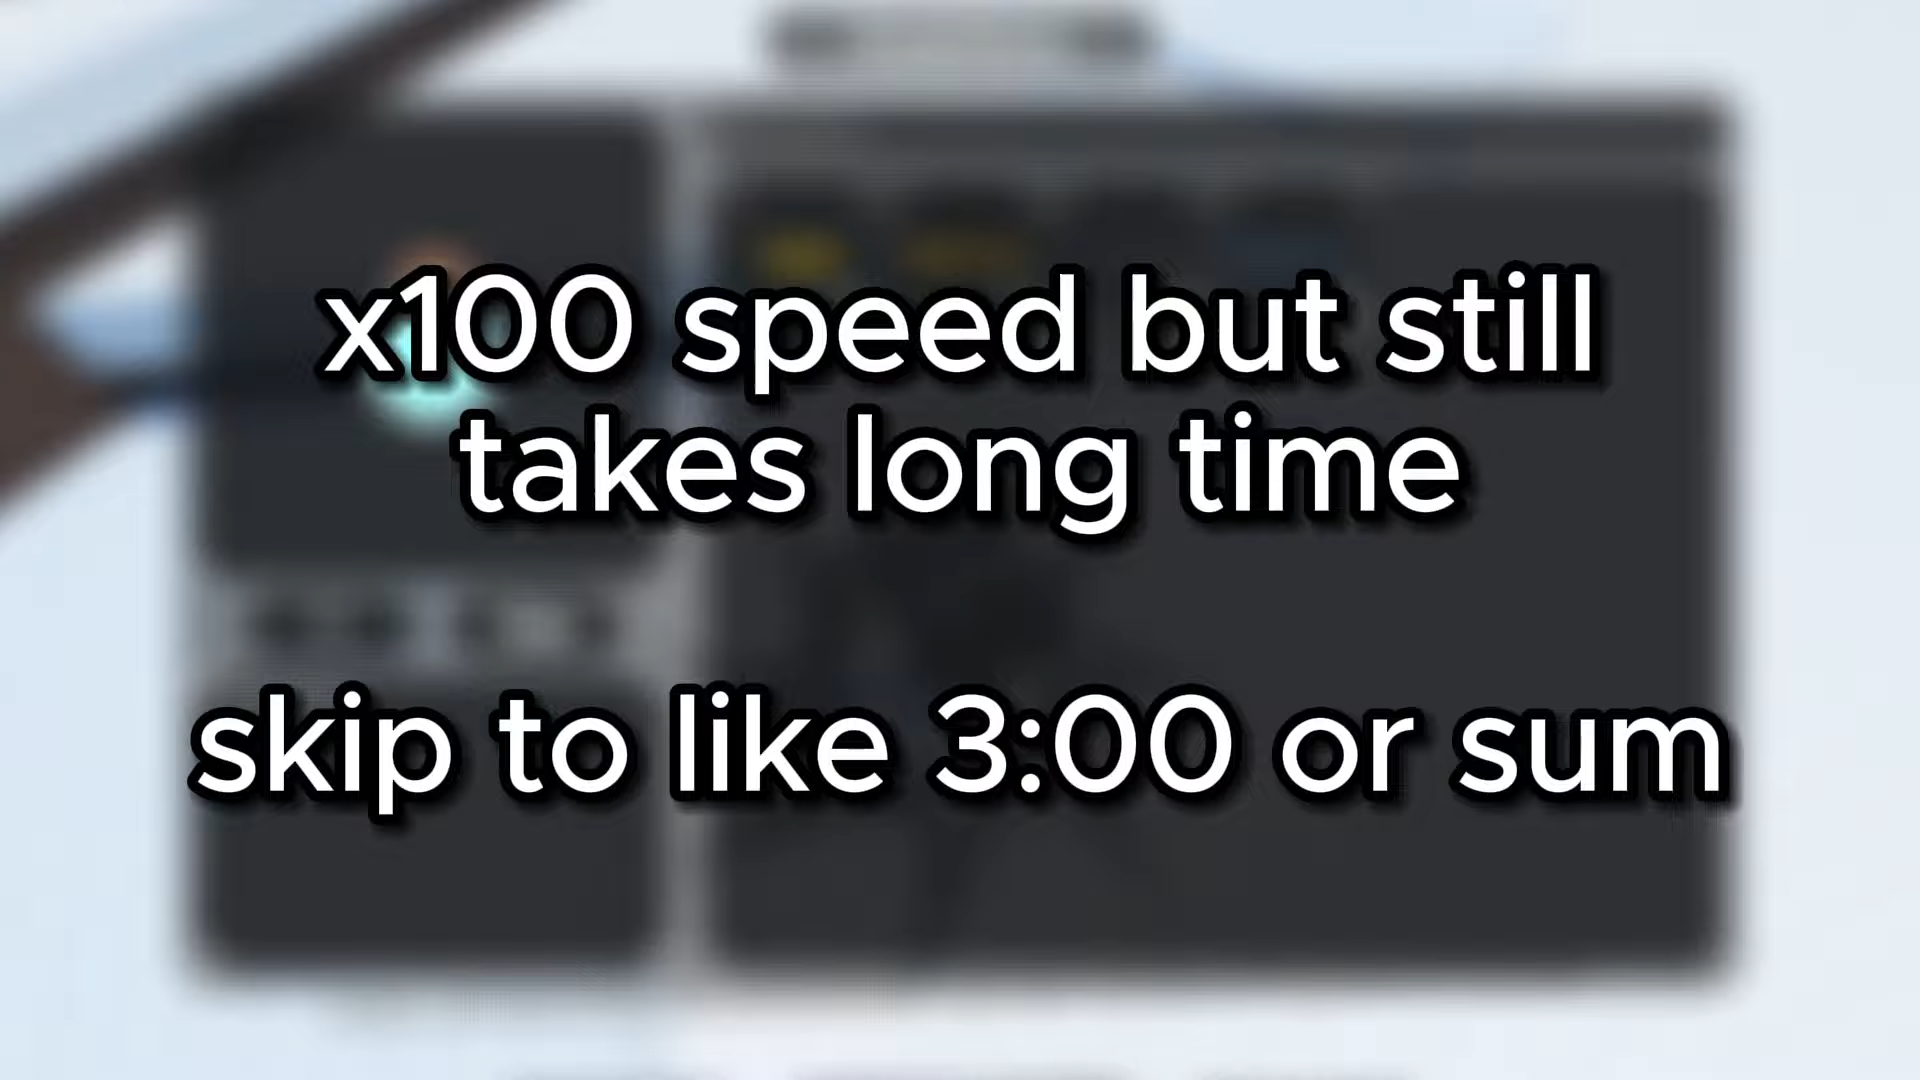 x100 speed but still
takes long time
skip to like 3:00 or sum